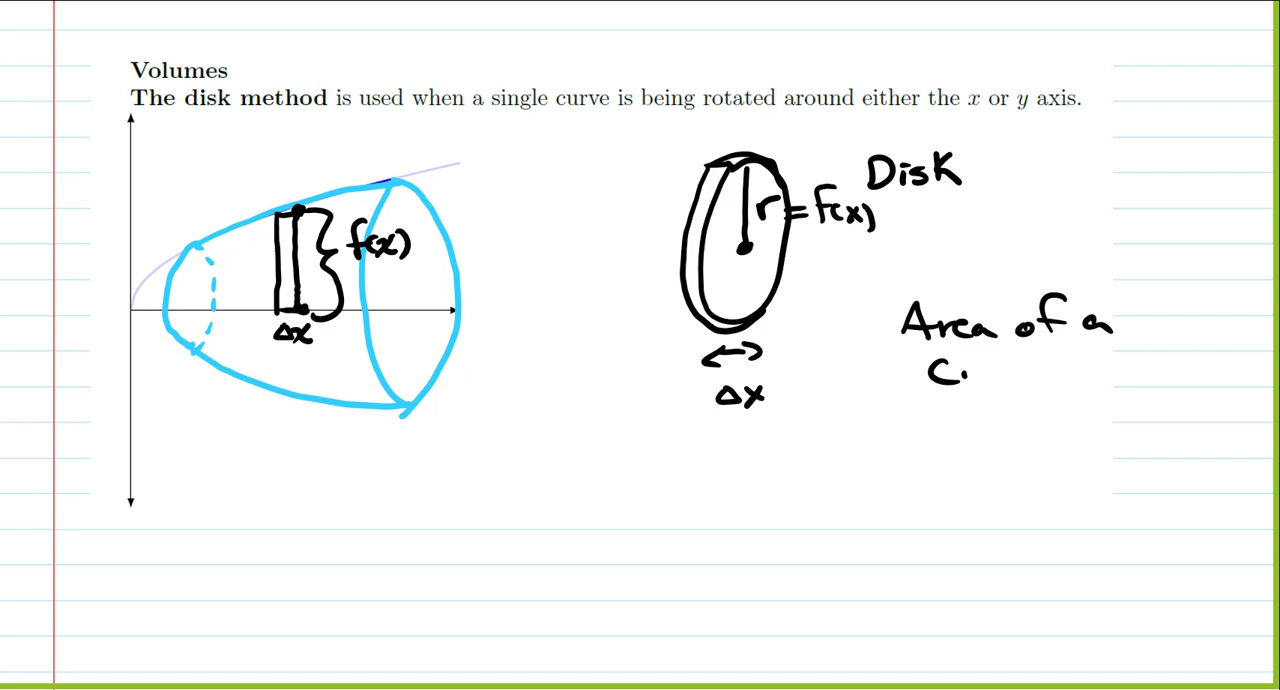 Volumes
The disk method is used when a single curve is being rotated around either the x or y axis.
Disk
r = f(x)
f(x)
Δx
Area of a
C
Δx